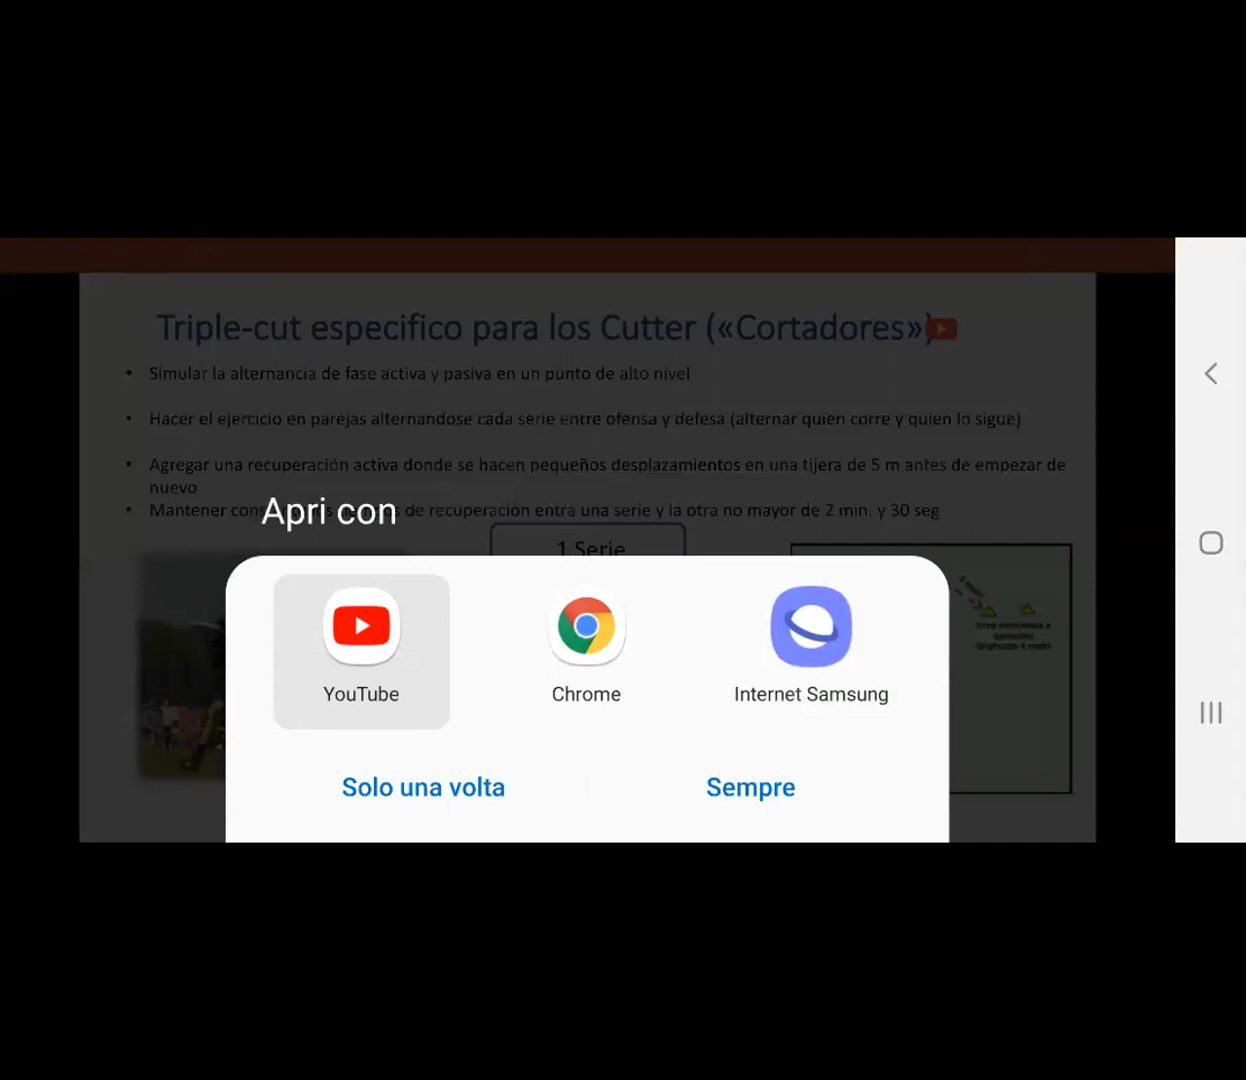 Triple-cut especifico para los Cutter («Cortadores»)
• Simular la alternancia de fase activa y pasiva en un punto de alto nivel
• Hacer el ejercicio en parejas alternandose cada serie entre ofensa y defesa (alternar quien corre y quien lo sigue)
• Agregar una recuperación activa donde se hacen pequeños desplazamientos en una tijera de 5 m antes de empezar de
nuevo
• Mantener de recuperación entra una serie y la otra no mayor de 2 min. y 30 seg
Apri con
1 Serie
YouTube
Chrome
Internet Samsung
Solo una volta
Sempre